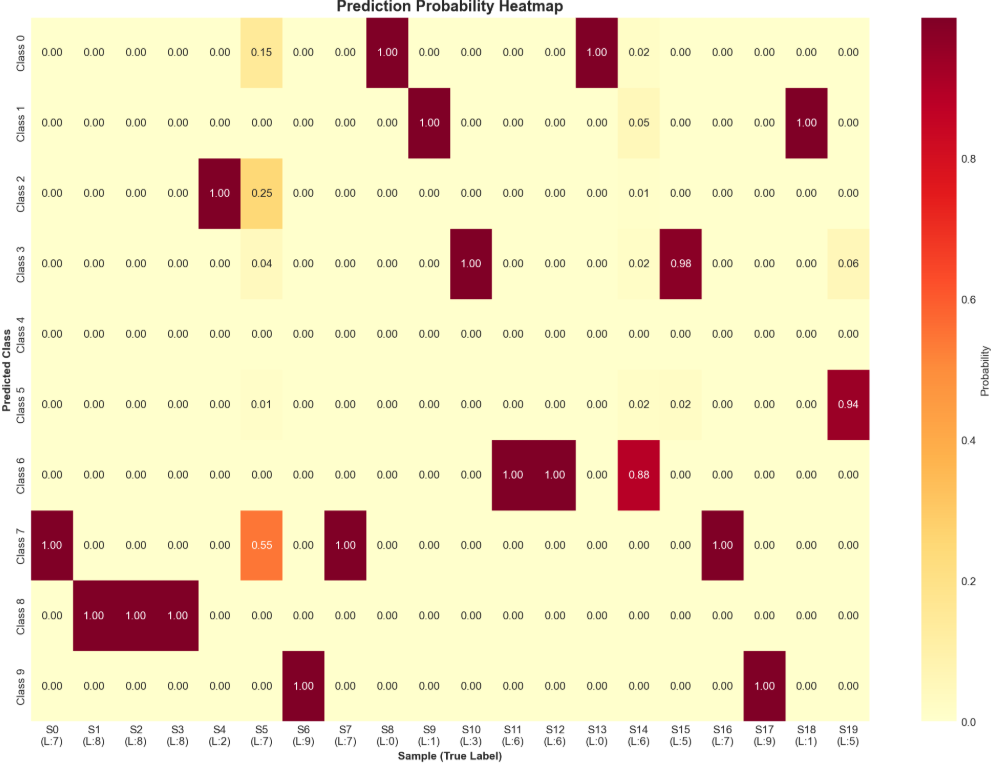 Prediction Probability Heatmap
Class 0 0.00 0.00 0.00 0.00 0.00 0.15 0.00 0.00 1.00 0.00 0.00 0.00 0.00 1.00 0.02 0.00 0.00 0.00 0.00 0.00
Class 1 0.00 0.00 0.00 0.00 0.00 0.00 0.00 0.00 0.00 1.00 0.00 0.00 0.00 0.00 0.05 0.00 0.00 0.00 1.00 0.00
Class 2 0.00 0.00 0.00 0.00 1.00 0.25 0.00 0.00 0.00 0.00 0.00 0.00 0.00 0.00 0.01 0.00 0.00 0.00 0.00 0.00
Class 3 0.00 0.00 0.00 0.00 0.00 0.04 0.00 0.00 0.00 0.00 1.00 0.00 0.00 0.00 0.02 0.98 0.00 0.00 0.00 0.06
Class 4 0.00 0.00 0.00 0.00 0.00 0.00 0.00 0.00 0.00 0.00 0.00 0.00 0.00 0.00 0.00 0.00 0.00 0.00 0.00 0.00
Class 5 0.00 0.00 0.00 0.00 0.00 0.01 0.00 0.00 0.00 0.00 0.00 0.00 0.00 0.00 0.02 0.02 0.00 0.00 0.00 0.94
Class 6 0.00 0.00 0.00 0.00 0.00 0.00 0.00 0.00 0.00 0.00 0.00 1.00 1.00 0.00 0.88 0.00 0.00 0.00 0.00 0.00
Class 7 1.00 0.00 0.00 0.00 0.00 0.55 0.00 1.00 0.00 0.00 0.00 0.00 0.00 0.00 0.00 0.00 1.00 0.00 0.00 0.00
Class 8 0.00 1.00 1.00 1.00 0.00 0.00 0.00 0.00 0.00 0.00 0.00 0.00 0.00 0.00 0.00 0.00 0.00 0.00 0.00 0.00
Class 9 0.00 0.00 0.00 0.00 0.00 0.00 1.00 0.00 0.00 0.00 0.00 0.00 0.00 0.00 0.00 0.00 0.00 1.00 0.00 0.00
Predicted Class
S0 S1 S2 S3 S4 S5 S6 S7 S8 S9 S10 S11 S12 S13 S14 S15 S16 S17 S18 S19
(L:7) (L:8) (L:8) (L:8) (L:2) (L:7) (L:9) (L:7) (L:0) (L:1) (L:3) (L:6) (L:6) (L:0) (L:6) (L:5) (L:7) (L:9) (L:1) (L:5)
Sample (True Label)
0.8
0.6
0.4
0.2
0.0
Probability